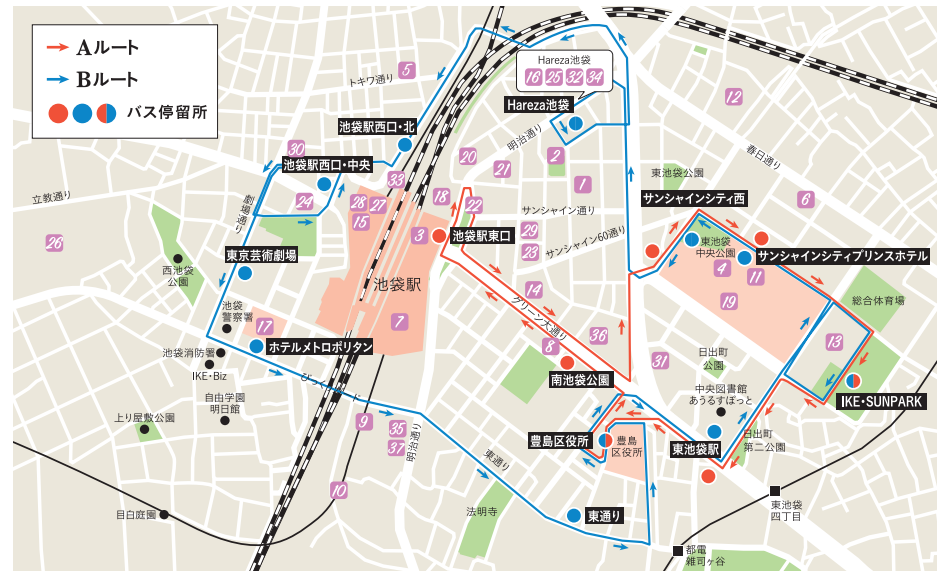 Aルート
Bルート
バス停留所
トキワ通り
5
Hareza池袋
16 25 32 34
Hareza池袋
12
明治通り
2
春日通り
池袋駅西口・北
30
池袋駅西口・中央
20
21
1
33
18
22
24
28 27
15
立教通り
劇場通り
東池袋公園
6
サンシャインシティ西
サンシャイン通り
29
23
サンシャイン60通り
3
池袋駅東口
26
東京芸術劇場
西池袋
公園
東池袋
中央公園
サンシャインシティプリンスホテル
4
11
19
池袋駅
14
グリーン大通り
総合体育場
池袋
警察署
17
7
36
8
13
ホテルメトロポリタン
池袋消防署
IKE・Biz
31
日出町
公園
南池袋公園
びっくりガード
中央図書館
あうるすぽっと
IKE・SUNPARK
自由学園
明日館
上り屋敷公園
9
35
37
明治通り
豊島区役所
豊島
区役所
東池袋駅
日出町
第二公園
東通り
10
目白庭園
法明寺
東通り
東池袋
四丁目
都電
雑司ヶ谷